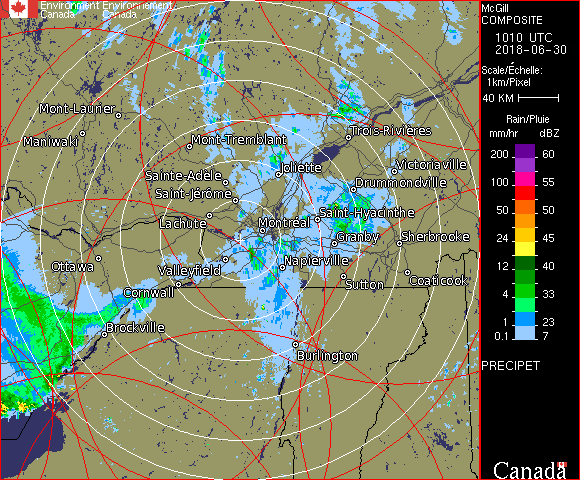 Environment Environnement
Canada Canada
McGill
COMPOSITE
1010 UTC
2018-06-30
Scale/Échelle:
1km/Pixel
40 KM
Rain/Pluie
mm/hr dBZ
200 60
55
100 55
50 50
24 45
12 40
4 33
1 23
0.1 7
PRECIPET
Canada
Mont-Laurier
Maniwaki
Mont-Tremblant
Trois-Rivières
Joliette
Victoriaville
Sainte-Adèle
Drummondville
Saint-Jérôme
Saint-Hyacinthe
Lachute
Montréal
Granby
Sherbrooke
Ottawa
Valleyfield
Napierville
Sutton
Coaticook
Cornwall
Brockville
Burlington